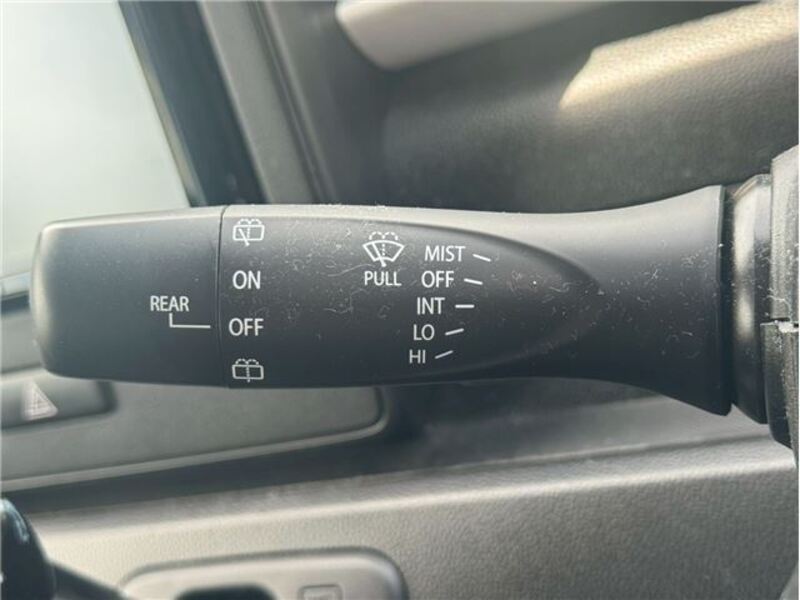 REAR
ON
OFF
PULL
MIST
OFF
INT
LO
HI